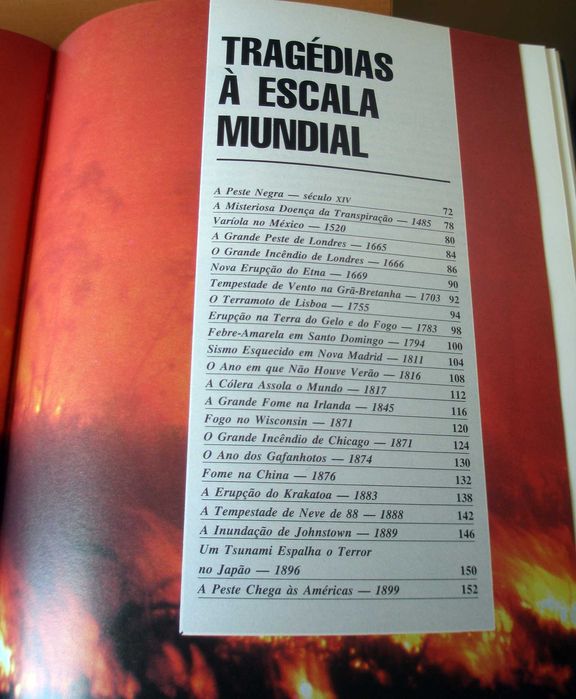 TRAGÉDIAS
À ESCALA
MUNDIAL
A Peste Negra — século XIV 72
A Misteriosa Doença da Transpiração — 1485 78
Varíola no México — 1520 80
A Grande Peste de Londres — 1665 84
O Grande Incêndio de Londres — 1666 86
Nova Erupção do Etna — 1669 90
Tempestade de Vento na Grã-Bretanha — 1703 92
O Terramoto de Lisboa — 1755 94
Erupção na Terra do Gelo e do Fogo — 1783 98
Febre-Amarela em Santo Domingo — 1794 100
Sismo Esquecido em Nova Madrid — 1811 104
O Ano em que Não Houve Verão — 1816 108
A Cólera Assola o Mundo — 1817 112
A Grande Fome na Irlanda — 1845 116
Fogo no Wisconsin — 1871 120
O Grande Incêndio de Chicago — 1871 124
O Ano dos Gafanhotos — 1874 130
Fome na China — 1876 132
A Erupção do Krakatoa — 1883 138
A Tempestade de Neve de 88 — 1888 142
A Inundação de Johnstown — 1889 146
Um Tsunami Espalha o Terror
no Japão — 1896 150
A Peste Chega às Américas — 1899 152